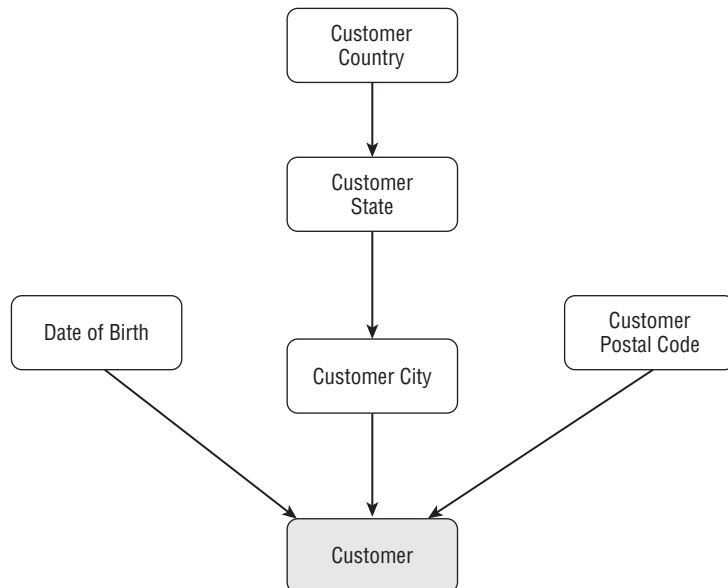 Customer
Country
Customer
State
Date of Birth
Customer City
Customer
Postal Code
Customer